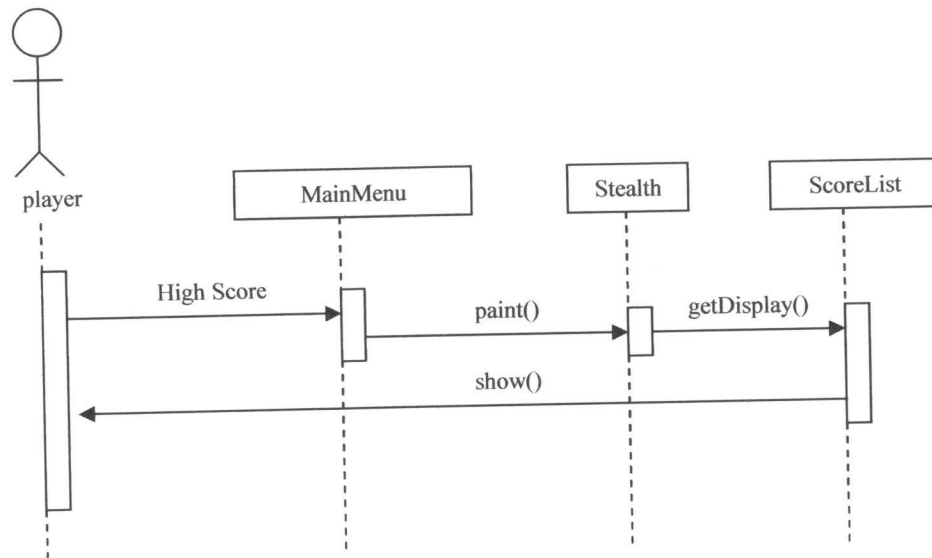 player
MainMenu
Stealth
ScoreList
High Score
paint()
getDisplay()
show()